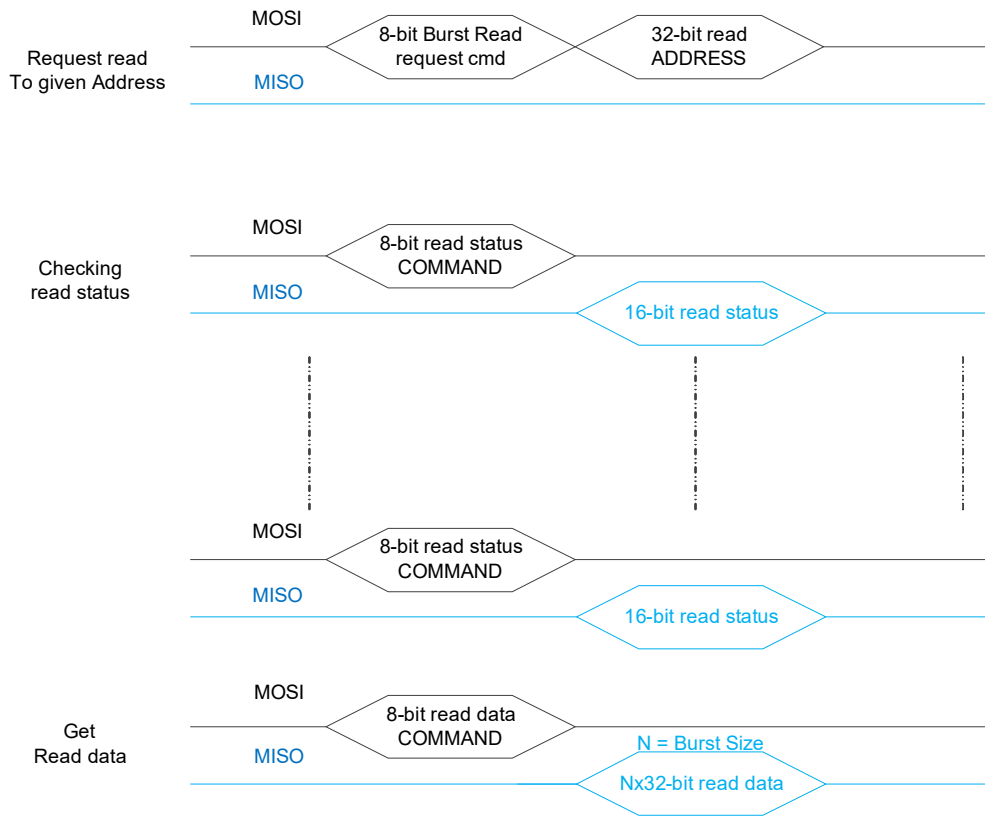 MOSI
8-bit Burst Read
request cmd
32-bit read
ADDRESS
Request read
To given Address
MISO
MOSI
8-bit read status
COMMAND
Checking
read status
MISO
16-bit read status
MOSI
8-bit read status
COMMAND
MISO
16-bit read status
MOSI
8-bit read data
COMMAND
Get
Read data
MISO
N = Burst Size
Nx32-bit read data